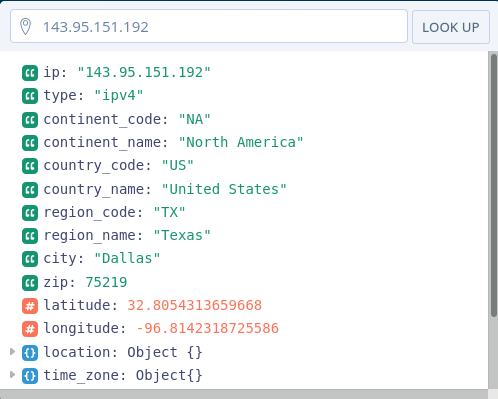 143.95.151.192 LOOK UP
ip: "143.95.151.192"
type: "ipv4"
continent_code: "NA"
continent_name: "North America"
country_code: "US"
country_name: "United States"
region_code: "TX"
region_name: "Texas"
city: "Dallas"
zip: 75219
# latitude: 32.8054313659668
# longitude: -96.8142318725586
{} location: Object {}
{} time_zone: Object{}